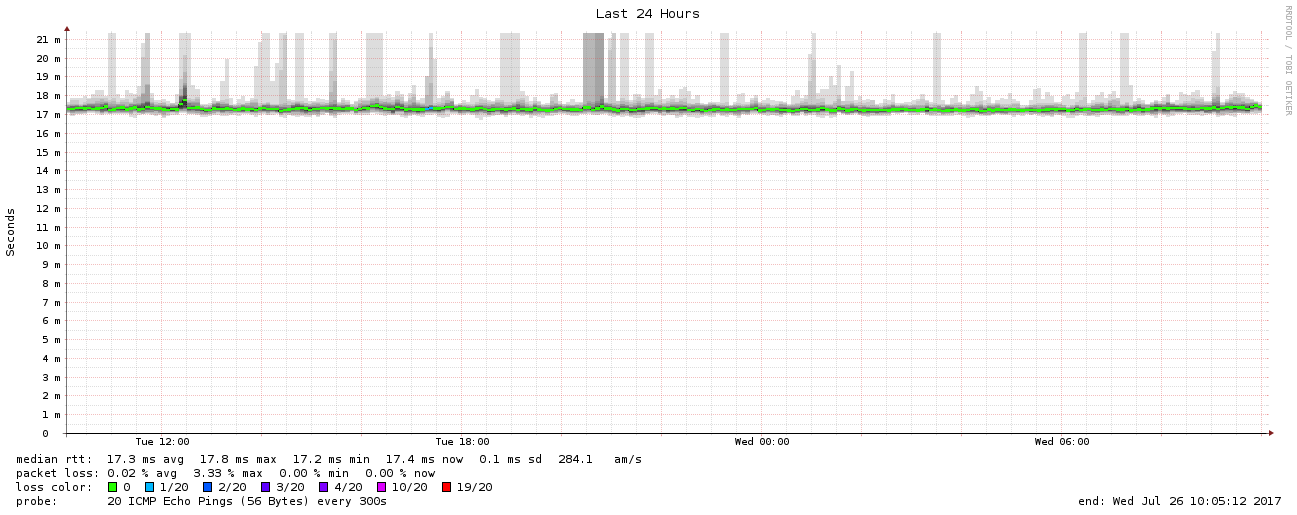 Last 24 Hours
RRDTOOL / TOBI OETIKER
Seconds
21 m
20 m
19 m
18 m
17 m
16 m
15 m
14 m
13 m
12 m
11 m
10 m
9 m
8 m
7 m
6 m
5 m
4 m
3 m
2 m
1 m
0
Tue 12:00 Tue 18:00 Wed 00:00 Wed 06:00
median rtt: 17.3 ms avg 17.8 ms max 17.2 ms min 17.4 ms now 0.1 ms sd 284.1 am/s
packet loss: 0.02 % avg 3.33 % max 0.00 % min 0.00 % now
loss color: 0 1/20 2/20 3/20 4/20 10/20 19/20
probe: 20 ICMP Echo Pings (56 Bytes) every 300s end: Wed Jul 26 10:05:12 2017